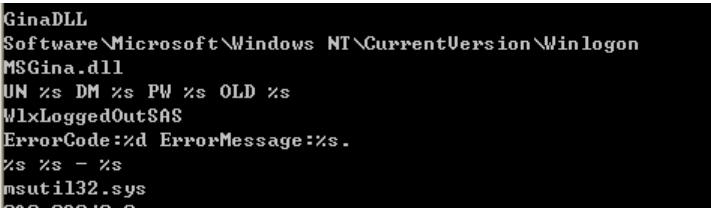 GinaDLL
Software\Microsoft\Windows NT\CurrentVersion\Winlogon
MSGina.dll
UN %s DM %s PW %s OLD %s
WlxLoggedOutSAS
ErrorCode:%d ErrorMessage:%s.
%s %s - %s
msutil32.sys